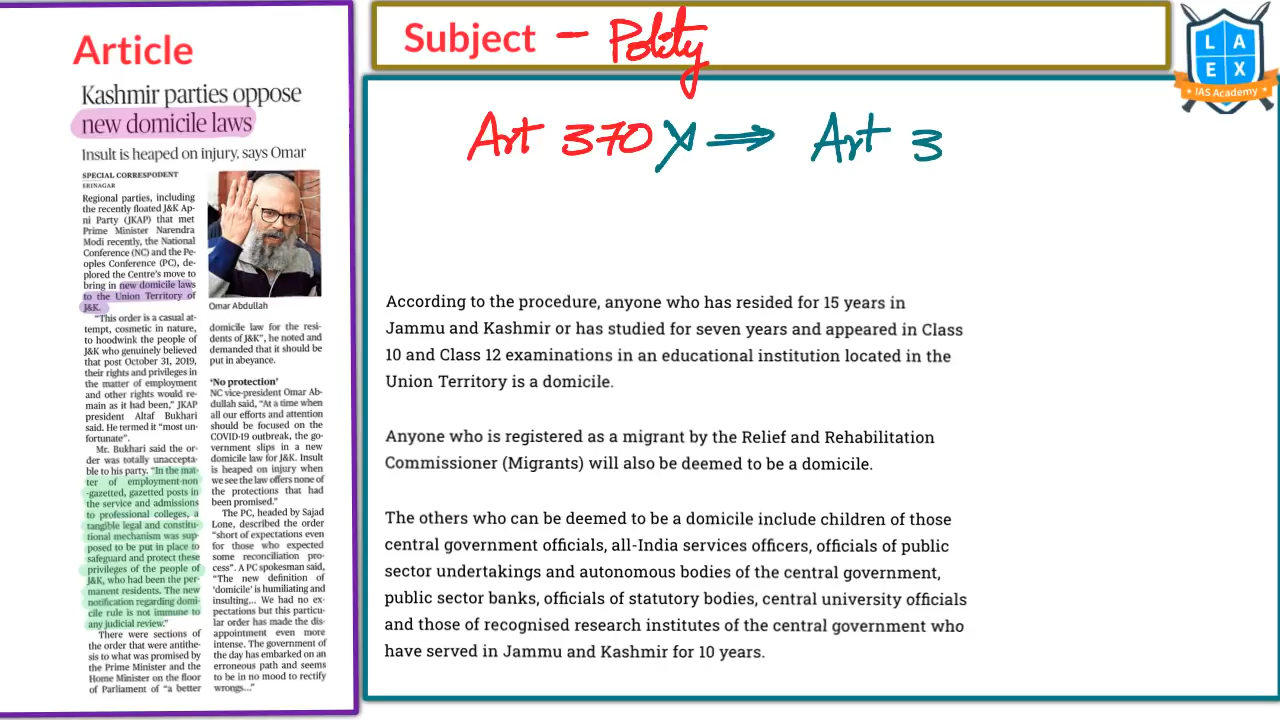 Article
Kashmir parties oppose
new domicile laws
Insult is heaped on injury, says Omar
SPECIAL CORRESPONDENT
SRINAGAR
Regional parties, including
the recently floated J&K Ap-
ni Party (JKAP) that met
Prime Minister Narendra
Modi recently, the National
Conference (NC) and the Pe-
oples Conference (PC), de-
plored the Centre's move to
bring in new domicile laws
to the Union Territory of
J&K.
"This order is a casual at-
tempt, cosmetic in nature,
to hoodwink the people of
J&K who genuinely believed
that post October 31, 2019,
their rights and privileges in
the matter of employment
and other rights would re-
main as it had been," JKAP
president Altaf Bukhari
said. He termed it "most un-
fortunate".
Mr. Bukhari said the or-
der was totally unaccepta-
ble to his party. "In the mat-
ter of employment-non
-gazetted, gazetted posts in
the service and admissions
to professional colleges, a
tangible legal and constitu-
tional mechanism was sup-
posed to be put in place to
safeguard and protect these
privileges of the people of
J&K, who had been the per-
manent residents. The new
notification regarding domi-
cile rule is not immune to
any judicial review."
There were sections of
the order that were antithe-
sis to what was promised by
the Prime Minister and the
Home Minister on the floor
of Parliament of "a better
Omar Abdullah
domicile law for the resi-
dents of J&K", he noted and
demanded that it should be
put in abeyance.
'No protection'
NC vice-president Omar Ab-
dullah said, "At a time when
all our efforts and attention
should be focused on the
COVID-19 outbreak, the go-
vernment slips in a new
domicile law for J&K. Insult
is heaped on injury when
we see the law offers none of
the protections that had
been promised."
The PC, headed by Sajad
Lone, described the order
"short of expectations even
for those who expected
some reconciliation pro-
cess". A PC spokesman said,
"The new definition of
'domicile' is humiliating and
insulting... We had no ex-
pectations but this particu-
lar order has made the dis-
appointment even more
intense. The government of
the day has embarked on an
erroneous path and seems
to be in no mood to rectify
wrongs..."
Subject - Polity
LAEX
IAS Academy
Art 370 X ⇒ Art 3
According to the procedure, anyone who has resided for 15 years in
Jammu and Kashmir or has studied for seven years and appeared in Class
10 and Class 12 examinations in an educational institution located in the
Union Territory is a domicile.
Anyone who is registered as a migrant by the Relief and Rehabilitation
Commissioner (Migrants) will also be deemed to be a domicile.
The others who can be deemed to be a domicile include children of those
central government officials, all-India services officers, officials of public
sector undertakings and autonomous bodies of the central government,
public sector banks, officials of statutory bodies, central university officials
and those of recognised research institutes of the central government who
have served in Jammu and Kashmir for 10 years.